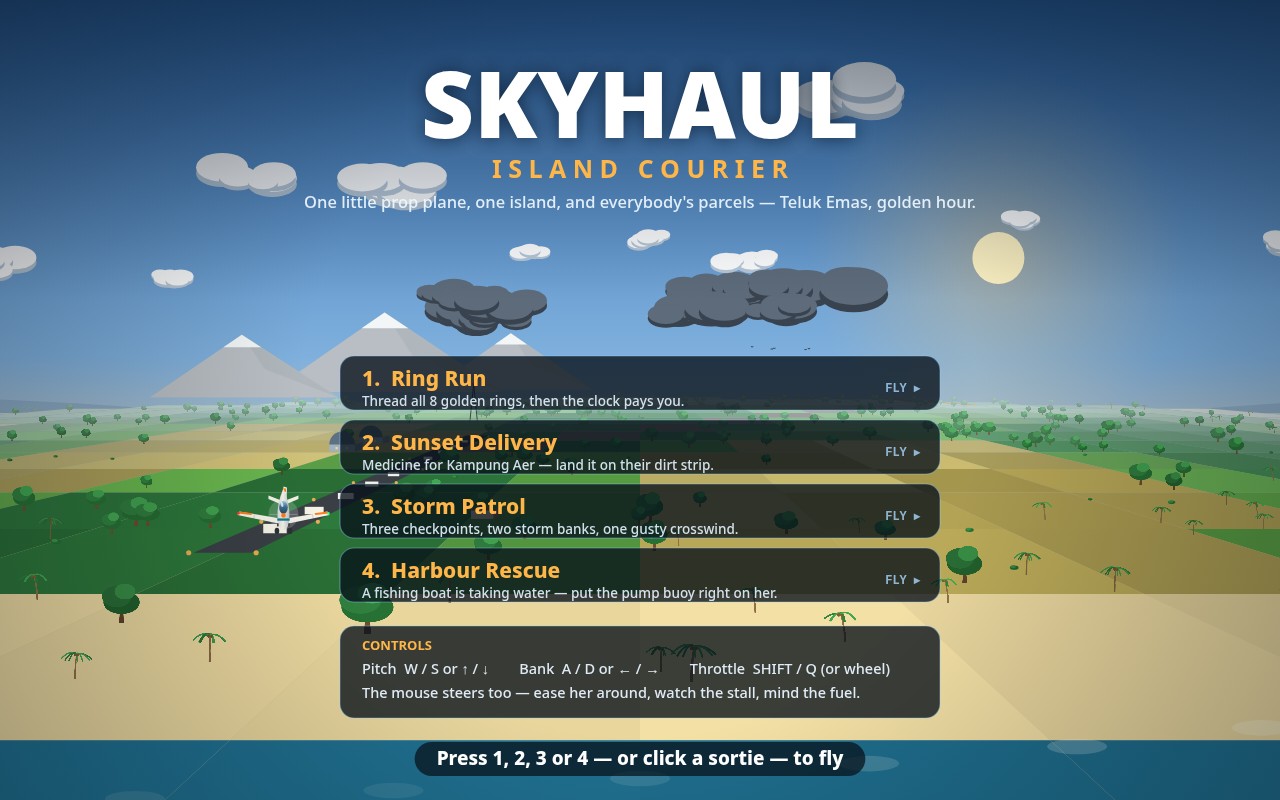 SKYHAUL
ISLAND COURIER
One little prop plane, one island, and everybody's parcels — Teluk Emas, golden hour.
1. Ring Run
Thread all 8 golden rings, then the clock pays you.
FLY ▸
2. Sunset Delivery
Medicine for Kampung Aer — land it on their dirt strip.
FLY ▸
3. Storm Patrol
Three checkpoints, two storm banks, one gusty crosswind.
FLY ▸
4. Harbour Rescue
A fishing boat is taking water — put the pump buoy right on her.
FLY ▸
CONTROLS
Pitch W / S or ↑ / ↓ Bank A / D or ← / → Throttle SHIFT / Q (or wheel)
The mouse steers too — ease her around, watch the stall, mind the fuel.
Press 1, 2, 3 or 4 — or click a sortie — to fly